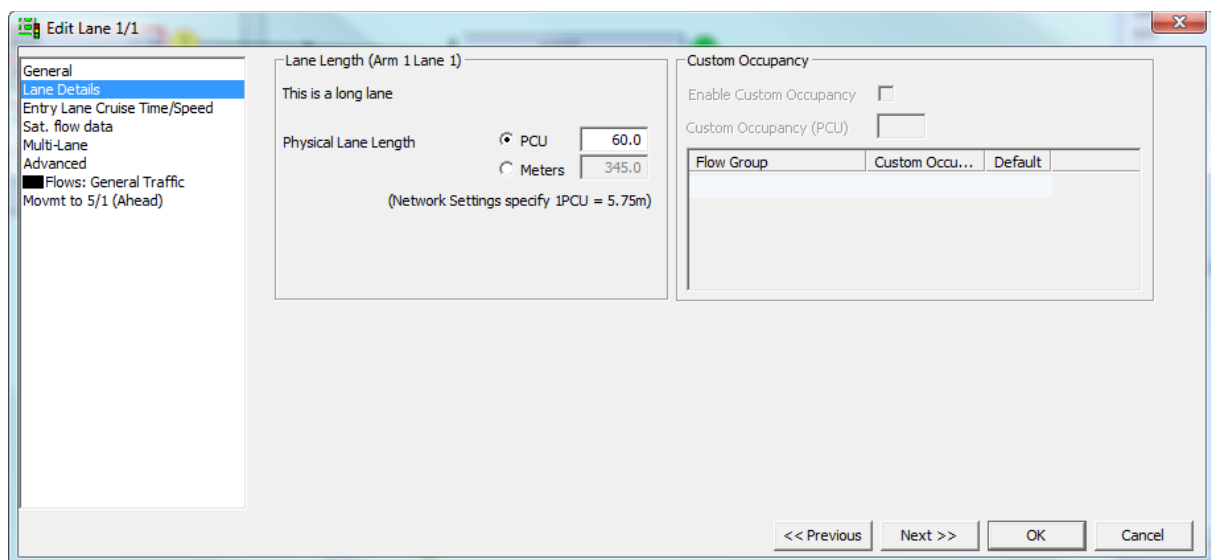 Edit Lane 1/1
General
Lane Details
Entry Lane Cruise Time/Speed
Sat. flow data
Multi-Lane
Advanced
Flows: General Traffic
Movmt to 5/1 (Ahead)
Lane Length (Arm 1 Lane 1)
This is a long lane
Physical Lane Length PCU 60.0
Meters 345.0
(Network Settings specify 1PCU = 5.75m)
Custom Occupancy
Enable Custom Occupancy
Custom Occupancy (PCU)
Flow Group Custom Occu... Default
<< Previous Next >> OK Cancel